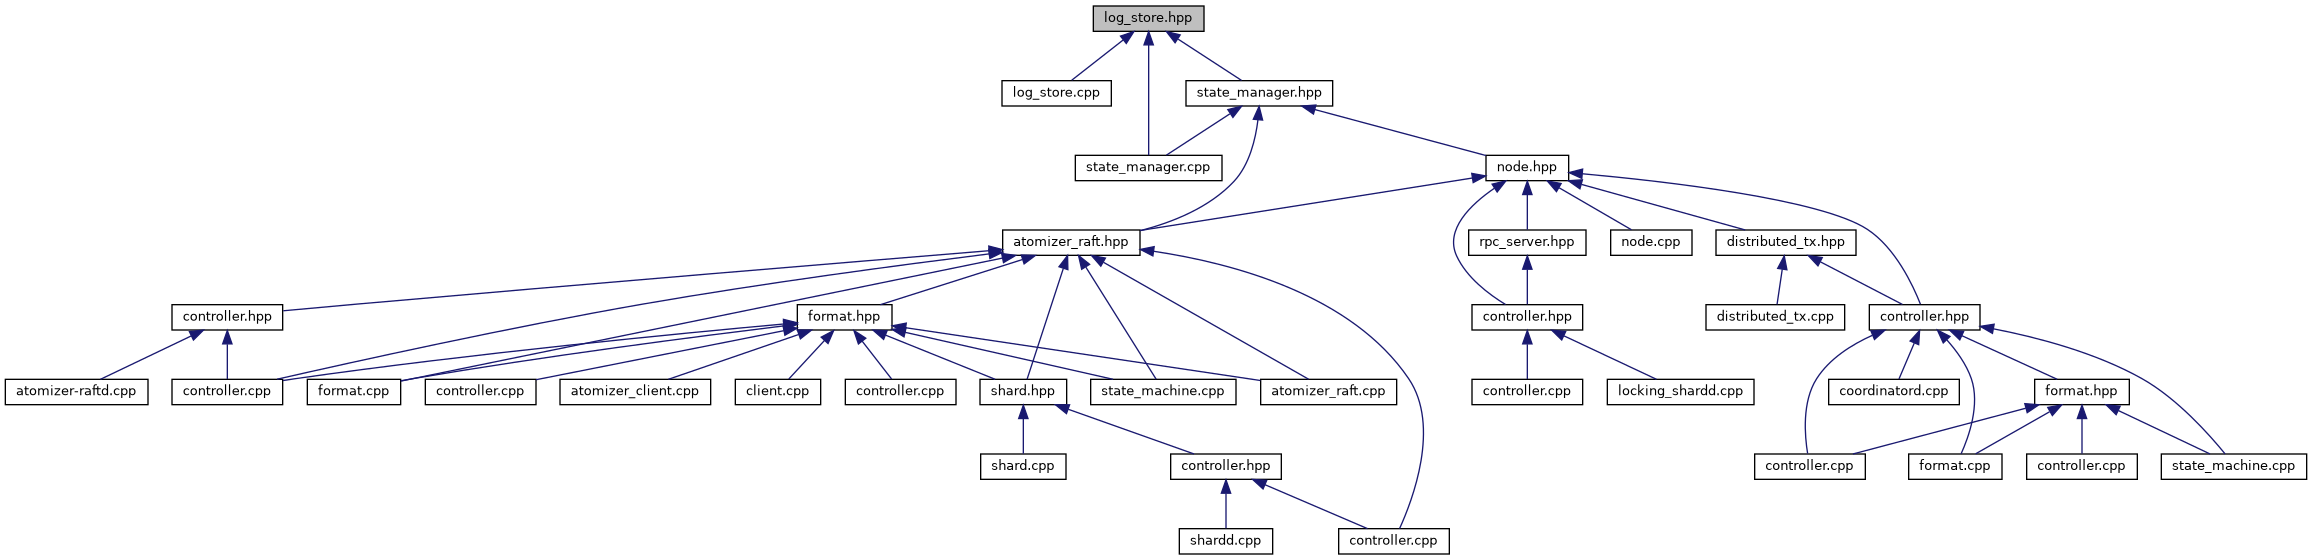 log_store.hpp
log_store.cpp
state_manager.hpp
state_manager.cpp
node.hpp
atomizer_raft.hpp
rpc_server.hpp
node.cpp
distributed_tx.hpp
controller.hpp
format.hpp
controller.hpp
distributed_tx.cpp
controller.hpp
atomizer-raftd.cpp
controller.cpp
format.cpp
controller.cpp
atomizer_client.cpp
client.cpp
controller.cpp
shard.hpp
state_machine.cpp
atomizer_raft.cpp
controller.cpp
locking_shardd.cpp
coordinatord.cpp
format.hpp
shard.cpp
controller.hpp
controller.cpp
format.cpp
controller.cpp
state_machine.cpp
shardd.cpp
controller.cpp